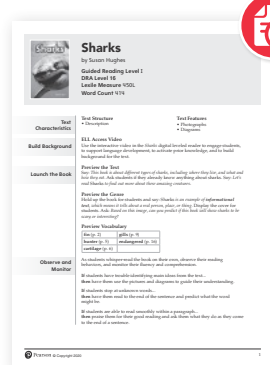 Sharks
Sharks
by Susan Hughes
Guided Reading Level I
DRA Level 16
Lexile Measure 450L
Word Count 474
Text
Characteristics
Text Structure
• Description
Text Features
• Photographs
• Diagrams
Build Background
ELL Access Video
Use the interactive video in the Sharks digital leveled reader to engage students,
to support language development, to activate prior knowledge, and to build
background for the text.
Launch the Book
Preview the Text
Say: This book is about different types of sharks, including where they live, and what and
how they eat. Ask students if they already know anything about sharks. Say: Let's
read Sharks to find out more about these amazing creatures.
Preview the Genre
Hold up the book for students and say: Sharks is an example of informational
text, which means it tells about a real person, place, or thing. Display the cover for
students. Ask: Based on this image, can you predict if this book will show sharks to be
scary or interesting?
Preview Vocabulary
fin (p. 2)
gills (p. 9)
hunter (p. 5)
endangered (p. 16)
cartilage (p. 6)
Observe and
Monitor
As students whisper-read the book on their own, observe their reading
behaviors, and monitor their fluency and comprehension.
If students have trouble identifying main ideas from the text...
then have them use the pictures and diagrams to guide their understanding.
If students stop at unknown words...
then have them read to the end of the sentence and predict what the word
might be.
If students are able to read smoothly within a paragraph...
then praise them for their good reading and ask them what they do as they come
to the end of a sentence.
Pearson © Copyright 2020
1